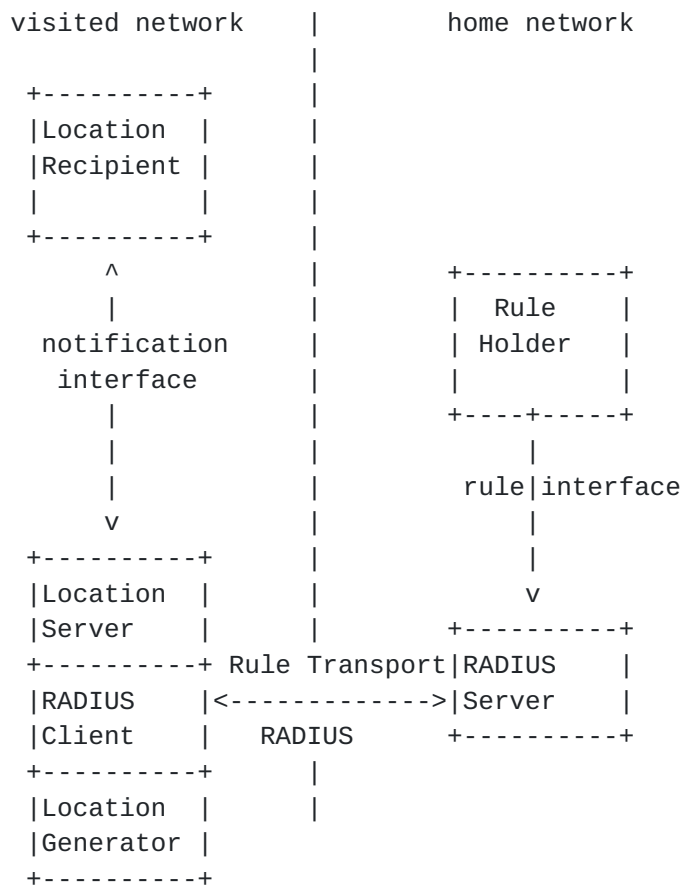 visited network | home network
|
+----------+ |
|Location | |
|Recipient | |
| | |
+----------+ |
^ | +----------+
| | | Rule |
notification | | Holder |
interface | | |
| | +----+-----+
| | |
| | rule|interface
v | |
+----------+ | |
|Location | | v
|Server | | +----------+
+----------+ Rule Transport|RADIUS |
|RADIUS |<------------->|Server |
|Client | RADIUS +----------+
+----------+ |
|Location | |
|Generator |
+----------+